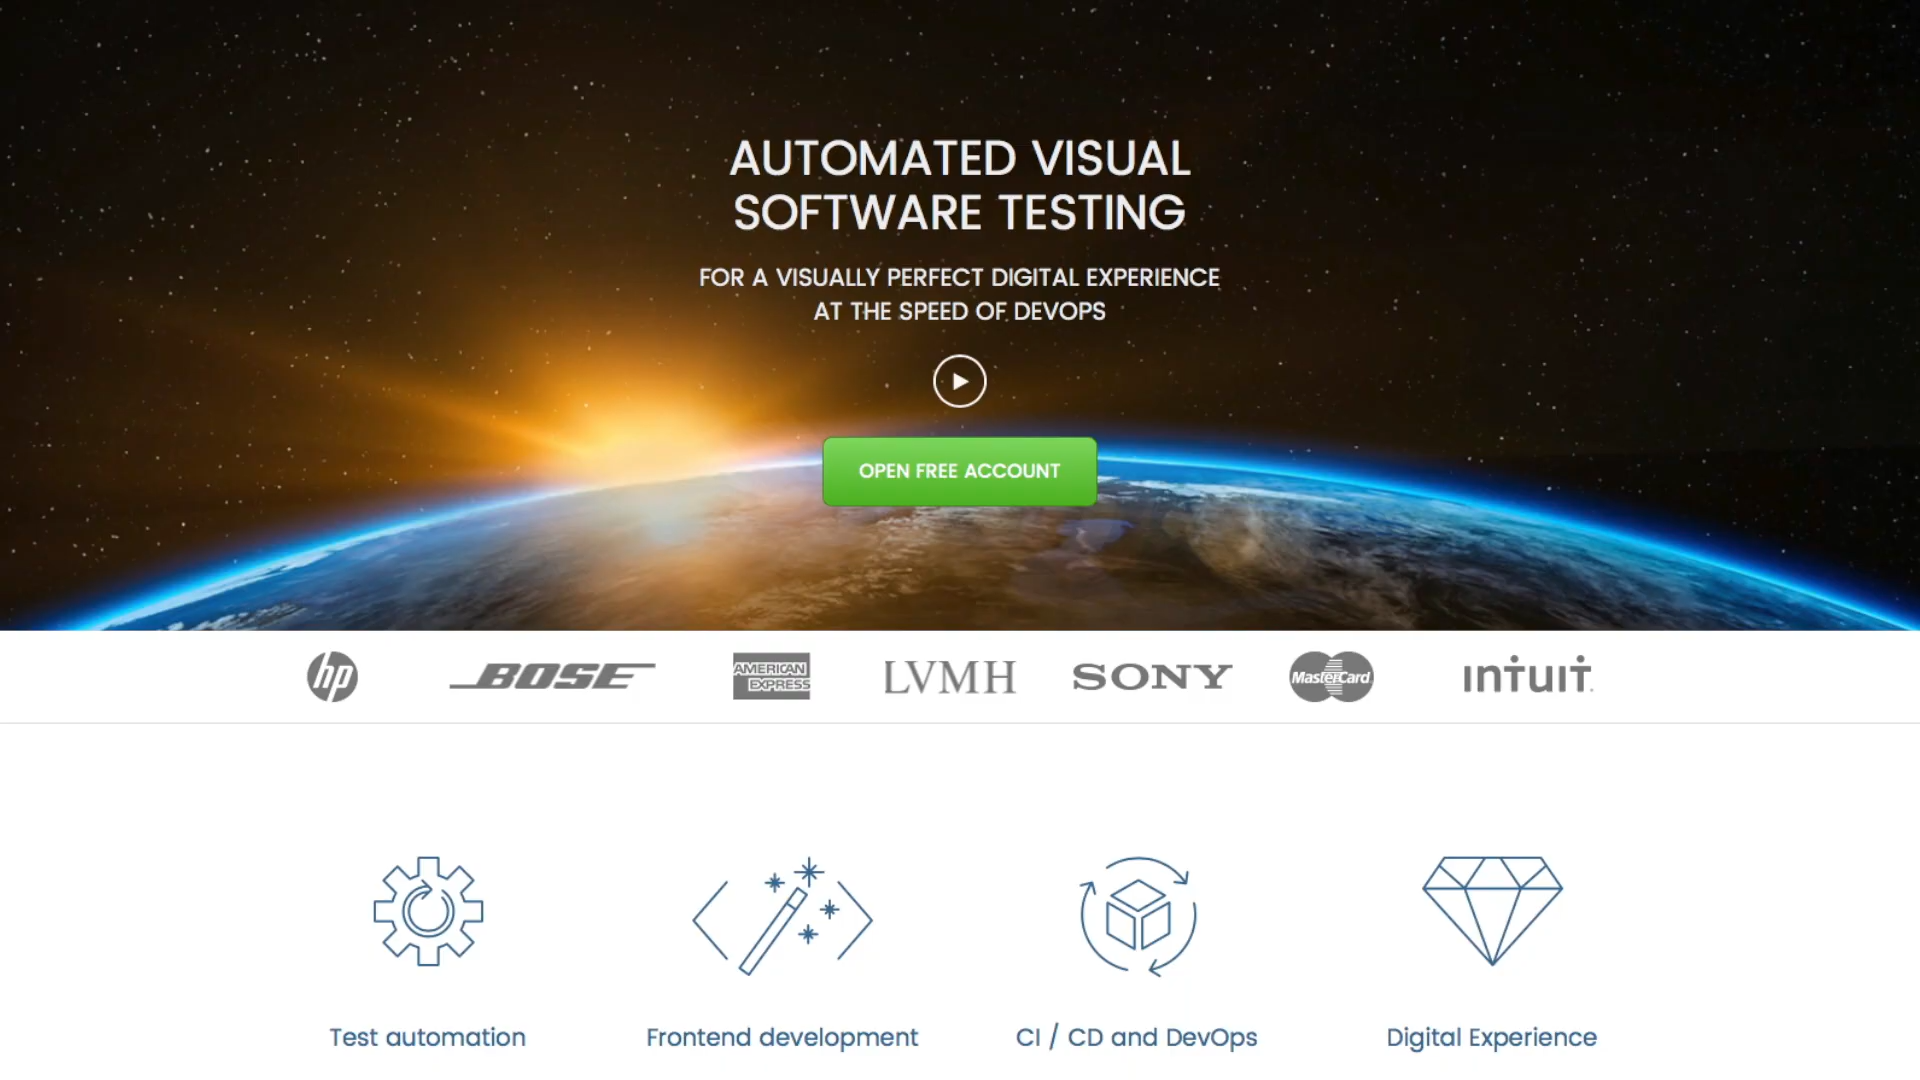 AUTOMATED VISUAL
SOFTWARE TESTING
FOR A VISUALLY PERFECT DIGITAL EXPERIENCE
AT THE SPEED OF DEVOPS
OPEN FREE ACCOUNT
hp
BOSE
AMERICAN
EXPRESS
LVMH
SONY
MasterCard
intuit.
Test automation
Frontend development
CI / CD and DevOps
Digital Experience